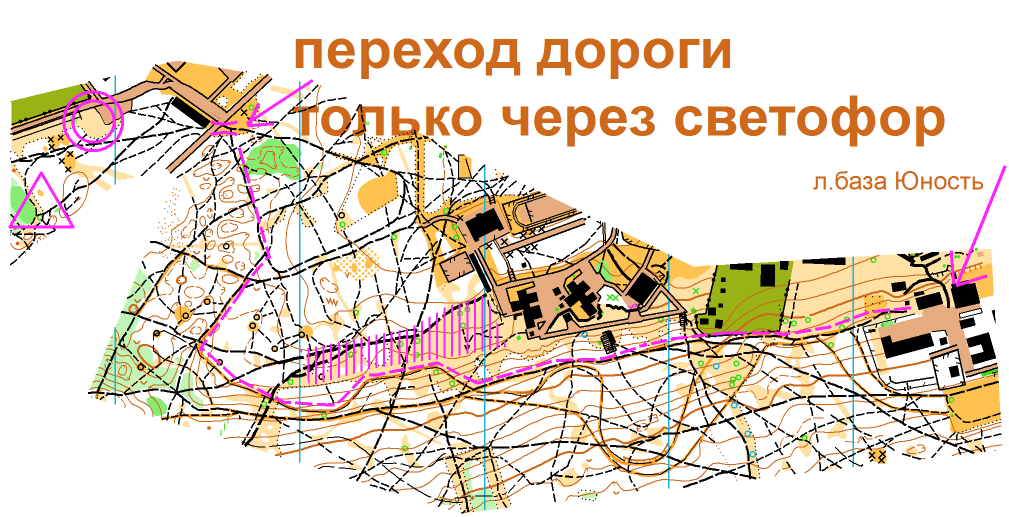 переход дороги
только через светофор
л.база Юность